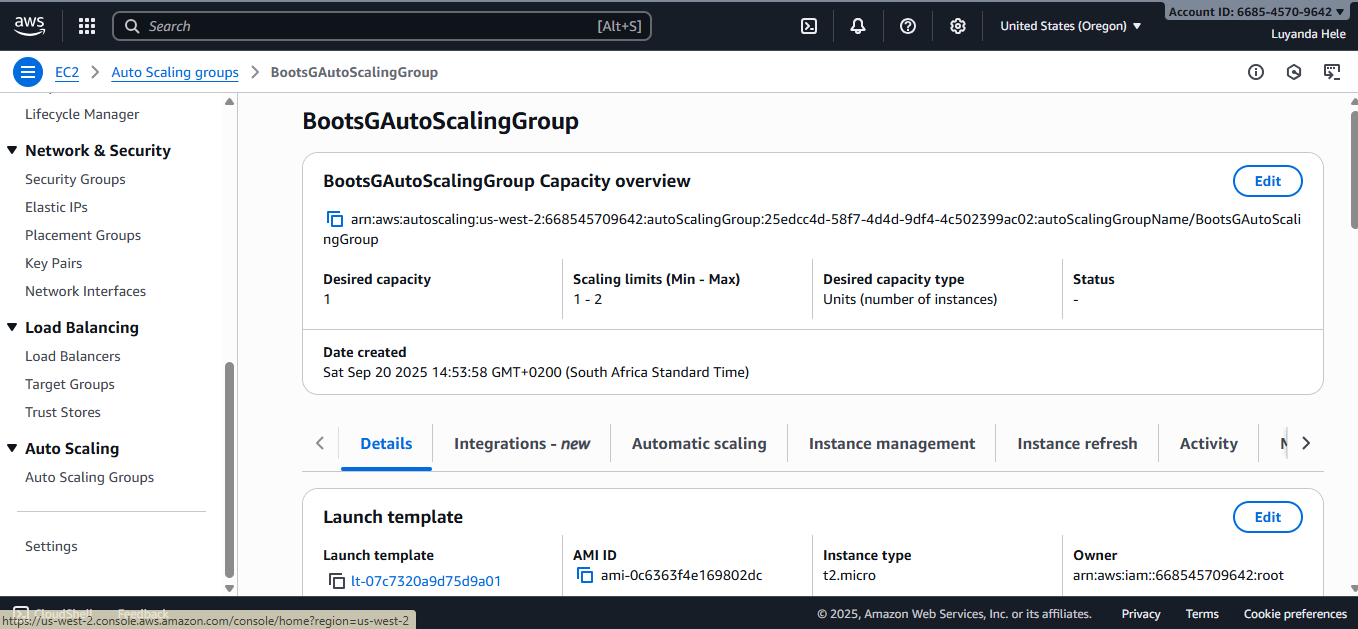 aws
Search
[Alt+S]
United States (Oregon)
Account ID: 6685-4570-9642
Luyanda Hele
EC2
Auto Scaling groups
BootsGAutoScalingGroup
Lifecycle Manager
Network & Security
Security Groups
Elastic IPs
Placement Groups
Key Pairs
Network Interfaces
Load Balancing
Load Balancers
Target Groups
Trust Stores
Auto Scaling
Auto Scaling Groups
Settings
BootsGAutoScalingGroup
BootsGAutoScalingGroup Capacity overview
Edit
arn:aws:autoscaling:us-west-2:668545709642:autoScalingGroup:25edcc4d-58f7-4d4d-9df4-4c502399ac02:autoScalingGroupName/BootsGAutoScali
ngGroup
Desired capacity
1
Scaling limits (Min - Max)
1 - 2
Desired capacity type
Units (number of instances)
Status
-
Date created
Sat Sep 20 2025 14:53:58 GMT+0200 (South Africa Standard Time)
Details
Integrations - new
Automatic scaling
Instance management
Instance refresh
Activity
Launch template
Edit
Launch template
lt-07c7320a9d75d9a01
AMI ID
ami-0c6363f4e169802dc
Instance type
t2.micro
Owner
arn:aws:iam::668545709642:root
CloudShell
Feedback
https://us-west-2.console.aws.amazon.com/console/home?region=us-west-2
© 2025, Amazon Web Services, Inc. or its affiliates.
Privacy
Terms
Cookie preferences